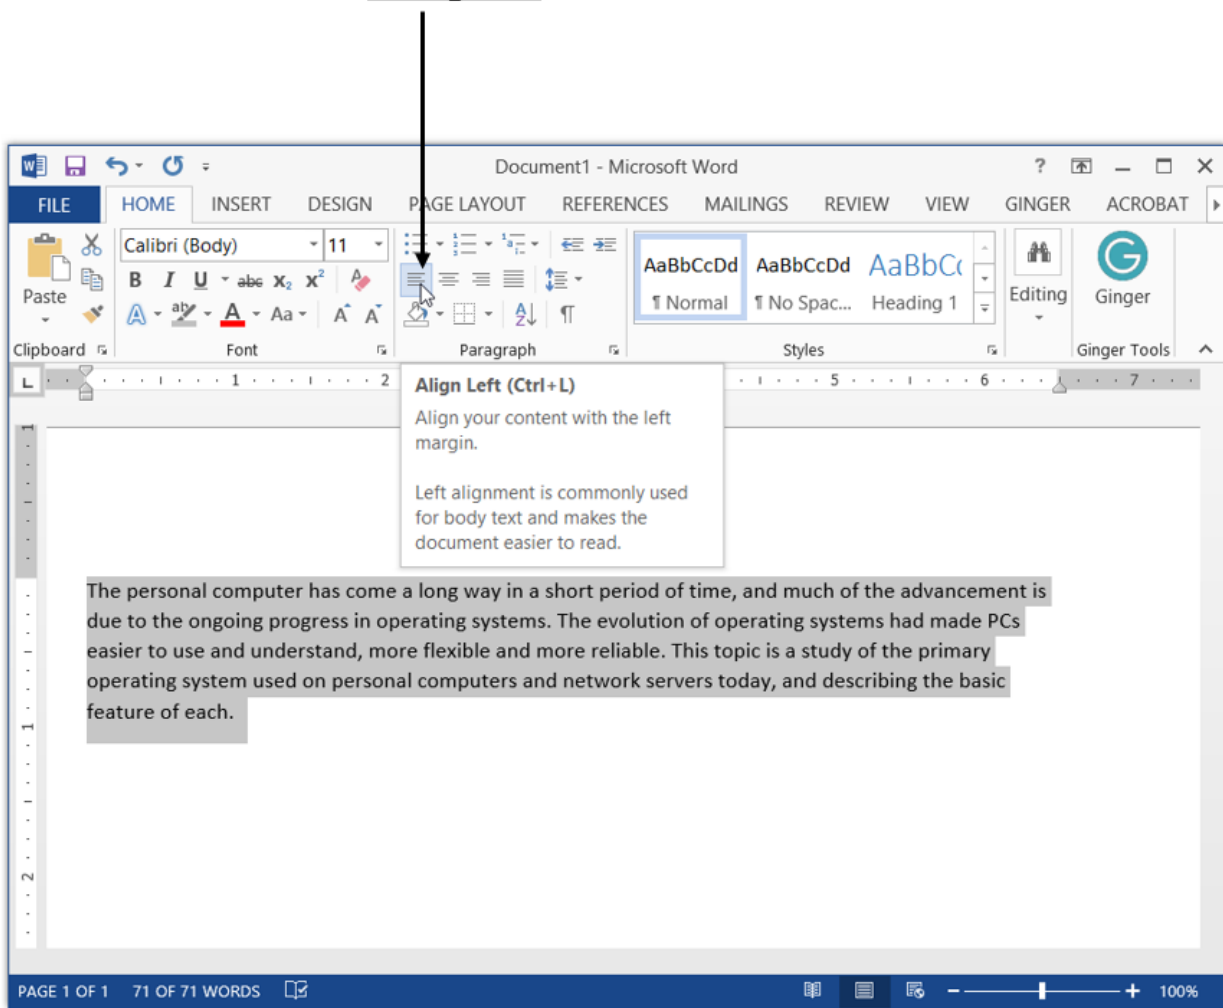 Document1 - Microsoft Word
?
FILE HOME INSERT DESIGN PAGE LAYOUT REFERENCES MAILINGS REVIEW VIEW GINGER ACROBAT
Calibri (Body) 11
B I U abc X₂ X² AaBbCcDd AaBbCcDd AaBbC
Paste ¶ Normal ¶ No Spac... Heading 1 Editing Ginger
A aby A Aa A A A Z ¶
Clipboard Font Paragraph Styles Ginger Tools
L 1 2 5 6 7
Align Left (Ctrl+L)
Align your content with the left
margin.
Left alignment is commonly used
for body text and makes the
document easier to read.
1
The personal computer has come a long way in a short period of time, and much of the advancement is
due to the ongoing progress in operating systems. The evolution of operating systems had made PCs
easier to use and understand, more flexible and more reliable. This topic is a study of the primary
operating system used on personal computers and network servers today, and describing the basic
feature of each.
1
2
PAGE 1 OF 1 71 OF 71 WORDS 100%